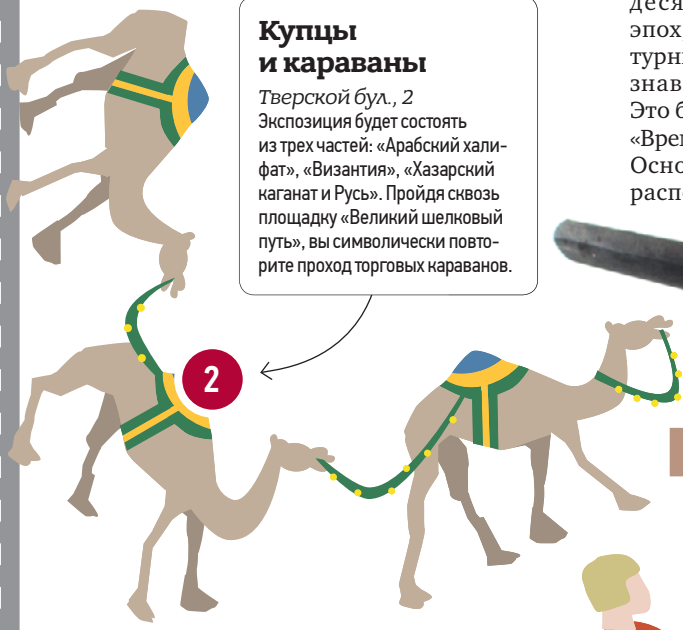 Купцы
и караваны
Тверской бул., 2
Экспозиция будет состоять
из трех частей: «Арабский хали-
фат», «Византия», «Хазарский
каганат и Русь». Пройдя сквозь
площадку «Великий шелковый
путь», вы символически повто-
рите проход торговых караванов.
2
Это